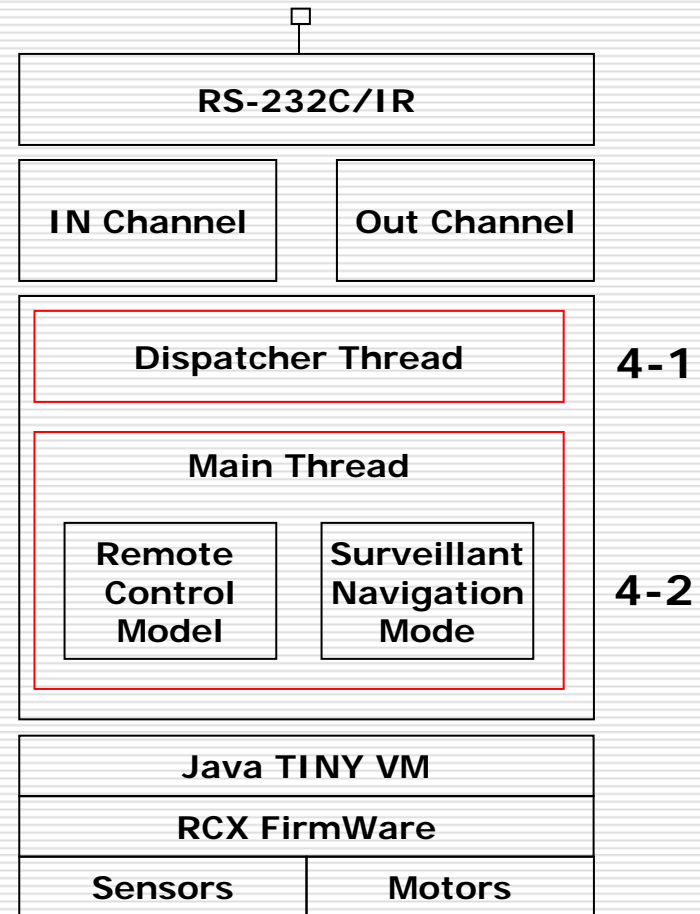 RS-232C/IR
IN Channel
Out Channel
Dispatcher Thread
4-1
Main Thread
Remote
Control
Model
Surveillant
Navigation
Mode
4-2
Java TINY VM
RCX FirmWare
Sensors
Motors